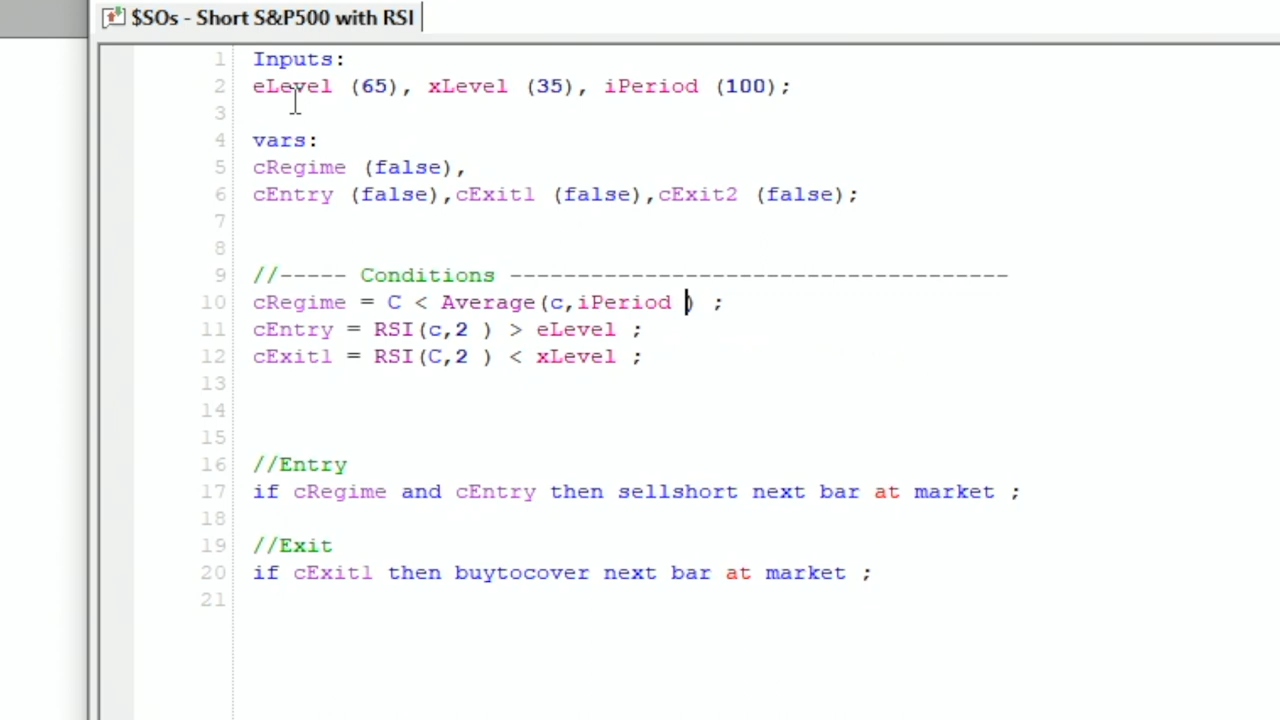 $SOs - Short S&P500 with RSI
1 Inputs:
2 eLevel (65), xLevel (35), iPeriod (100);
3
4 vars:
5 cRegime (false),
6 cEntry (false),cExit1 (false),cExit2 (false);
7
8
9 //----- Conditions -------------------------------------
10 cRegime = C < Average(c,iPeriod ) ;
11 cEntry = RSI(c,2 ) > eLevel ;
12 cExit1 = RSI(C,2 ) < xLevel ;
13
14
15
16 //Entry
17 if cRegime and cEntry then sellshort next bar at market ;
18
19 //Exit
20 if cExit1 then buytocover next bar at market ;
21